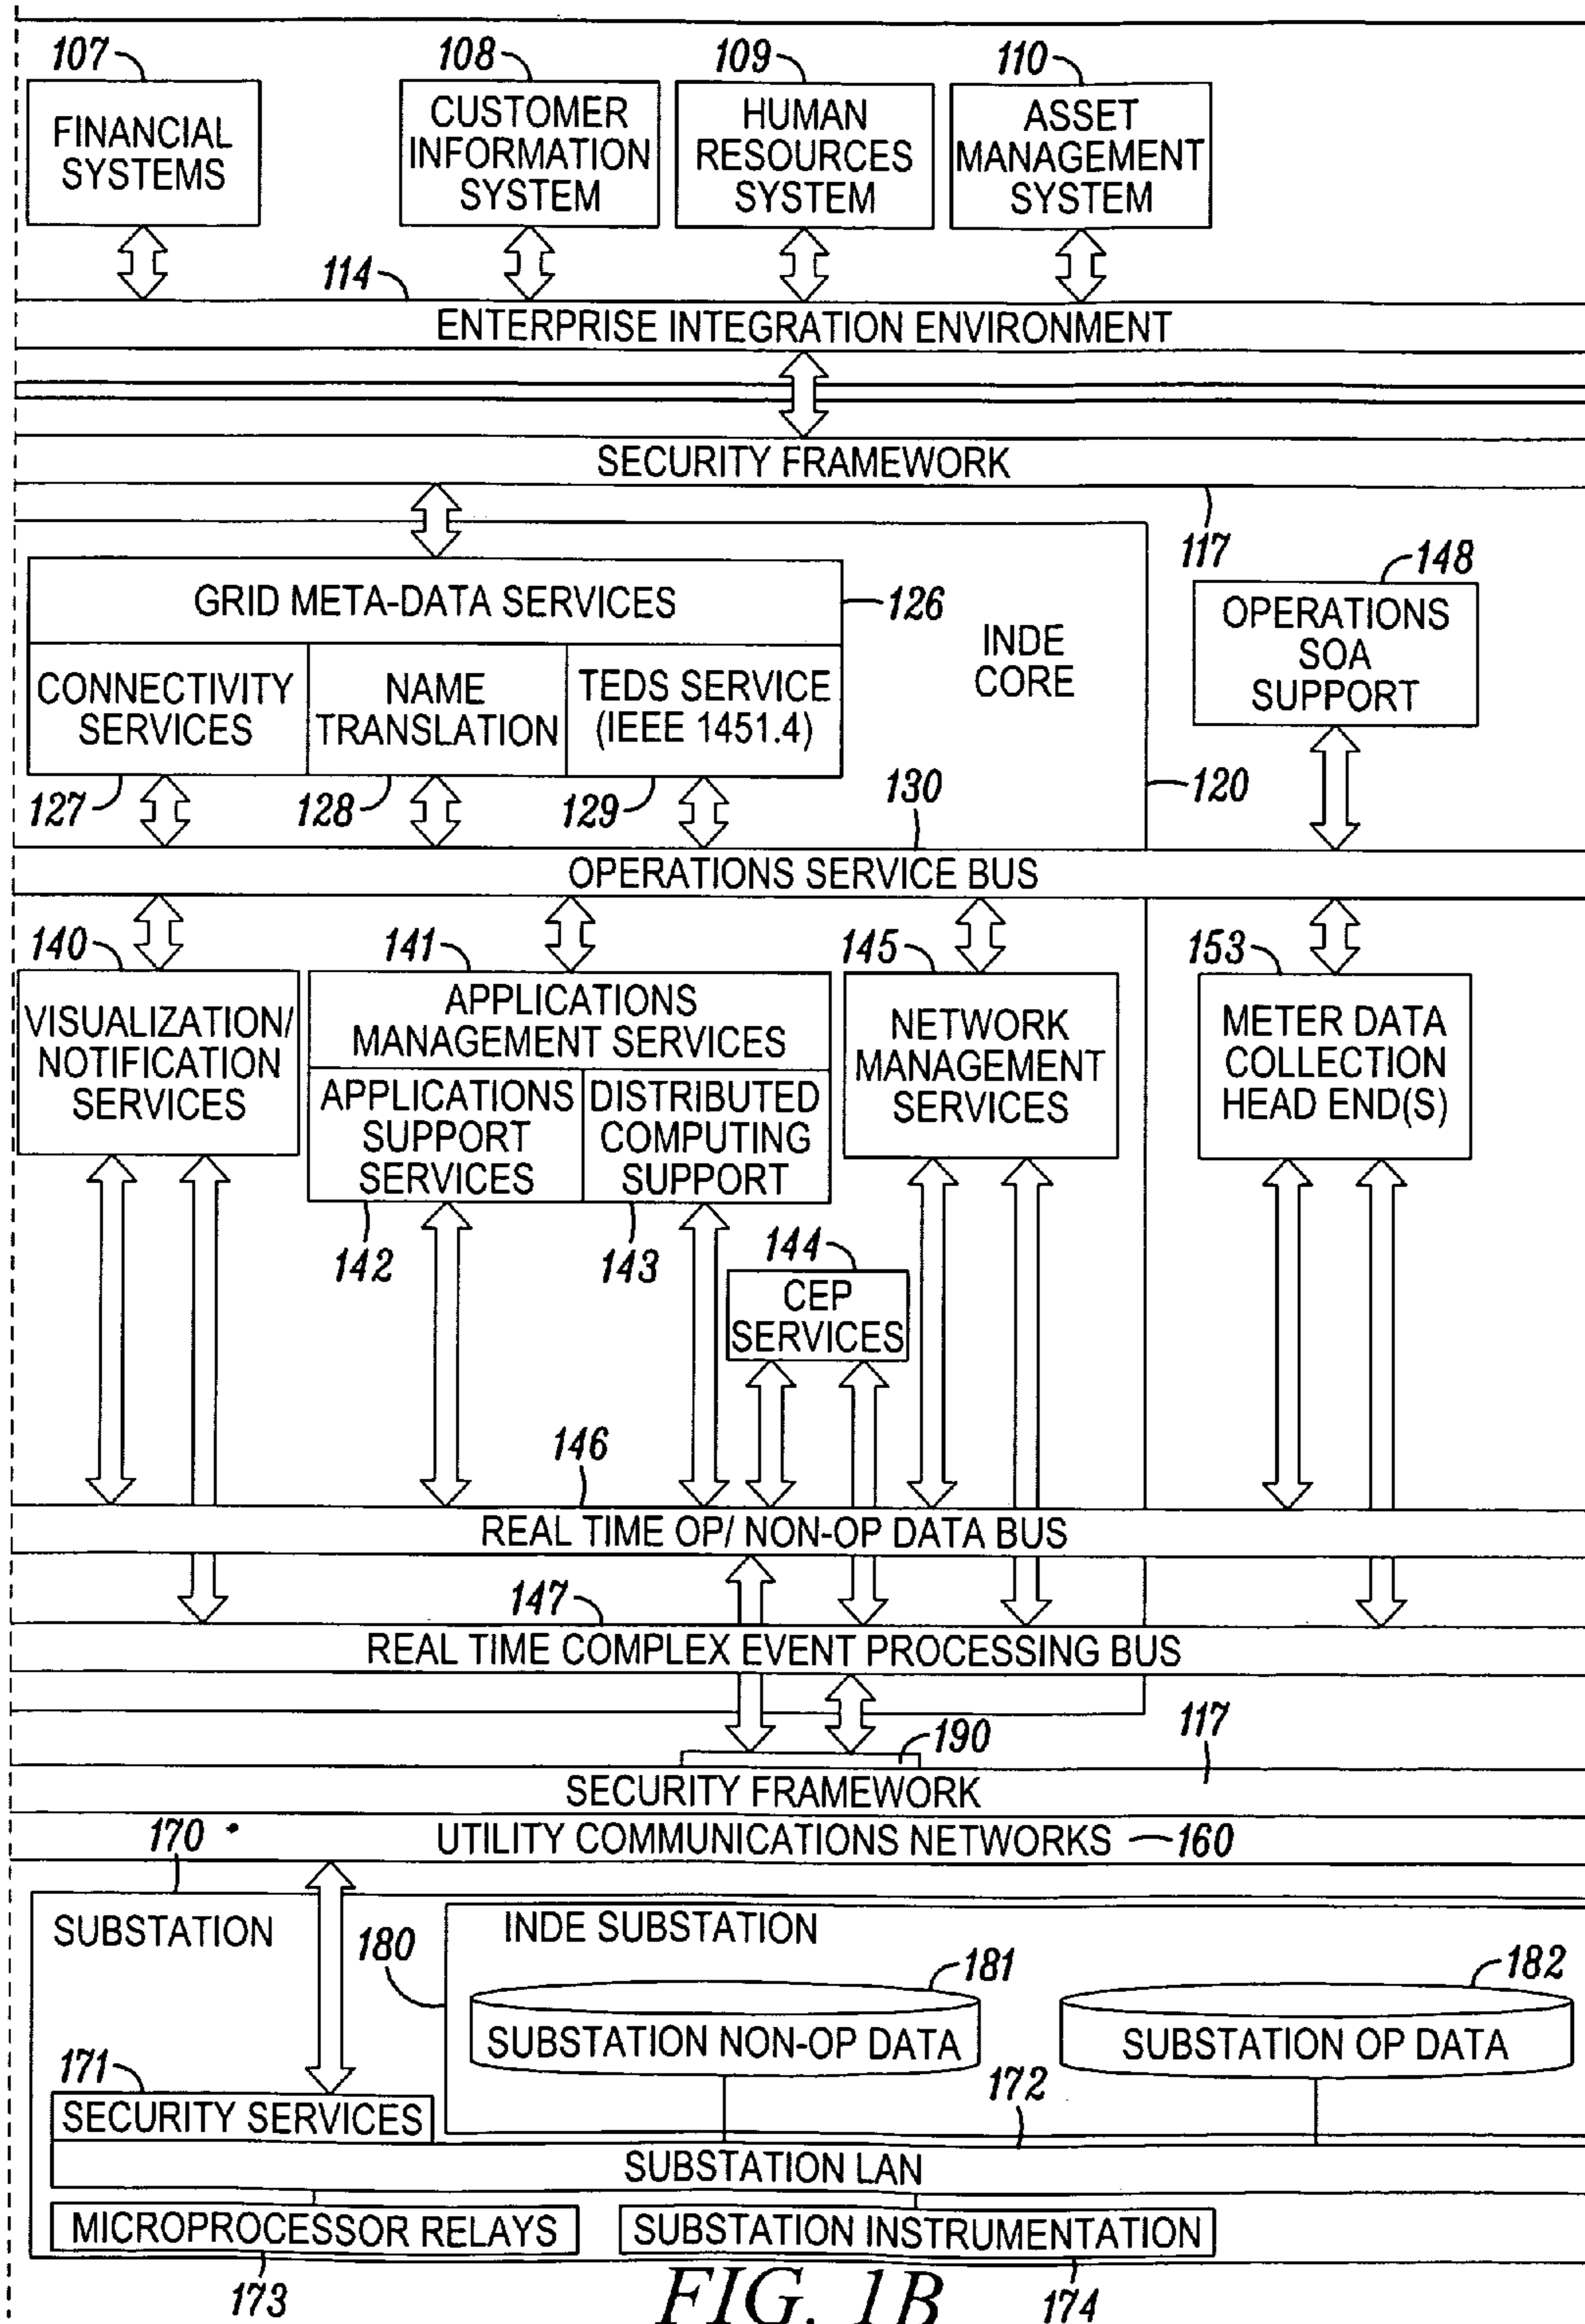 107
108
109
110
FINANCIAL
SYSTEMS
CUSTOMER
INFORMATION
SYSTEM
HUMAN
RESOURCES
SYSTEM
ASSET
MANAGEMENT
SYSTEM
114
ENTERPRISE INTEGRATION ENVIRONMENT
SECURITY FRAMEWORK
117
148
GRID META-DATA SERVICES
126
INDE
CORE
OPERATIONS
SOA
SUPPORT
CONNECTIVITY
SERVICES
NAME
TRANSLATION
TEDS SERVICE
(IEEE 1451.4)
127
128
129
130
120
OPERATIONS SERVICE BUS
140
141
145
153
VISUALIZATION/
NOTIFICATION
SERVICES
APPLICATIONS
MANAGEMENT SERVICES
APPLICATIONS
SUPPORT
SERVICES
DISTRIBUTED
COMPUTING
SUPPORT
NETWORK
MANAGEMENT
SERVICES
METER DATA
COLLECTION
HEAD END(S)
142
143
144
CEP
SERVICES
146
REAL TIME OP/ NON-OP DATA BUS
147
REAL TIME COMPLEX EVENT PROCESSING BUS
190
117
SECURITY FRAMEWORK
170
UTILITY COMMUNICATIONS NETWORKS
160
SUBSTATION
180
INDE SUBSTATION
181
182
SUBSTATION NON-OP DATA
SUBSTATION OP DATA
171
172
SECURITY SERVICES
SUBSTATION LAN
MICROPROCESSOR RELAYS
SUBSTATION INSTRUMENTATION
173
174
FIG. 1B